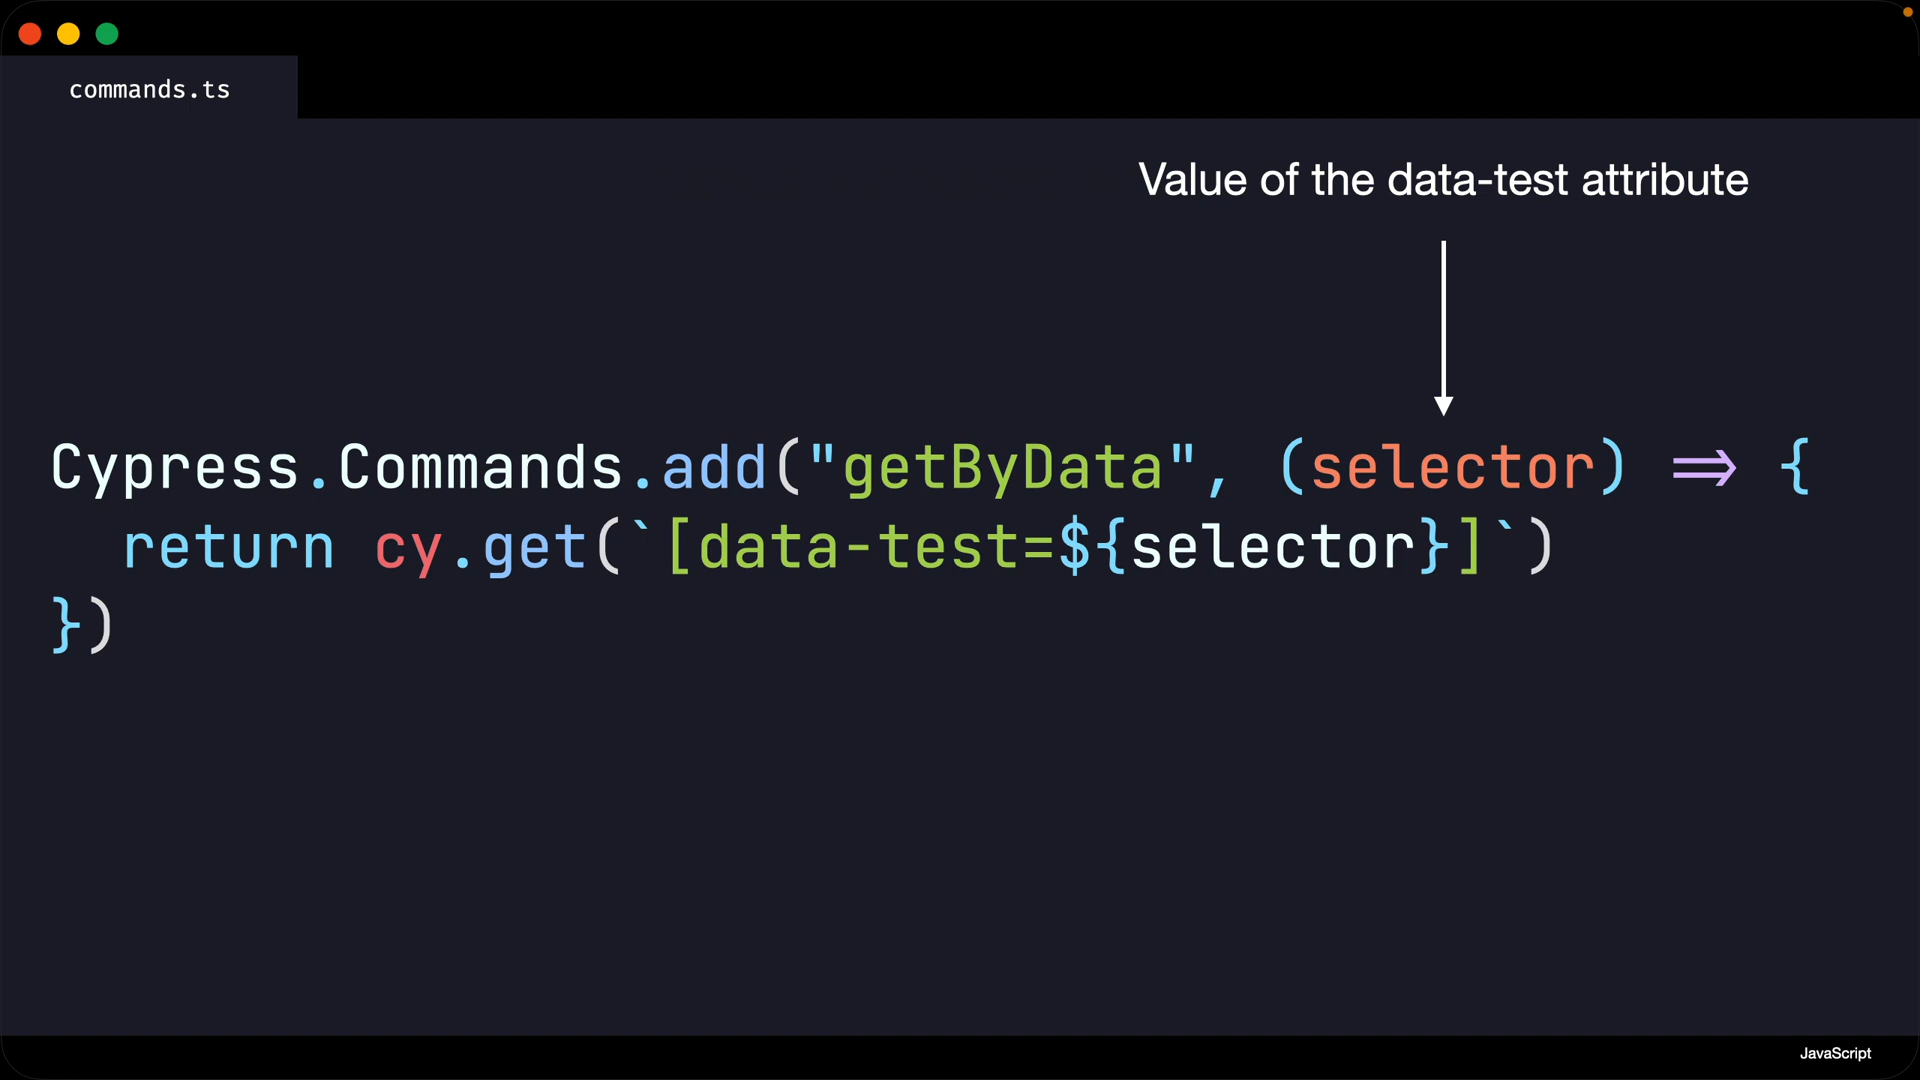 commands.ts
Value of the data-test attribute
Cypress.Commands.add("getByData", (selector) => {
  return cy.get(`[data-test=${selector}]`)
})
JavaScript